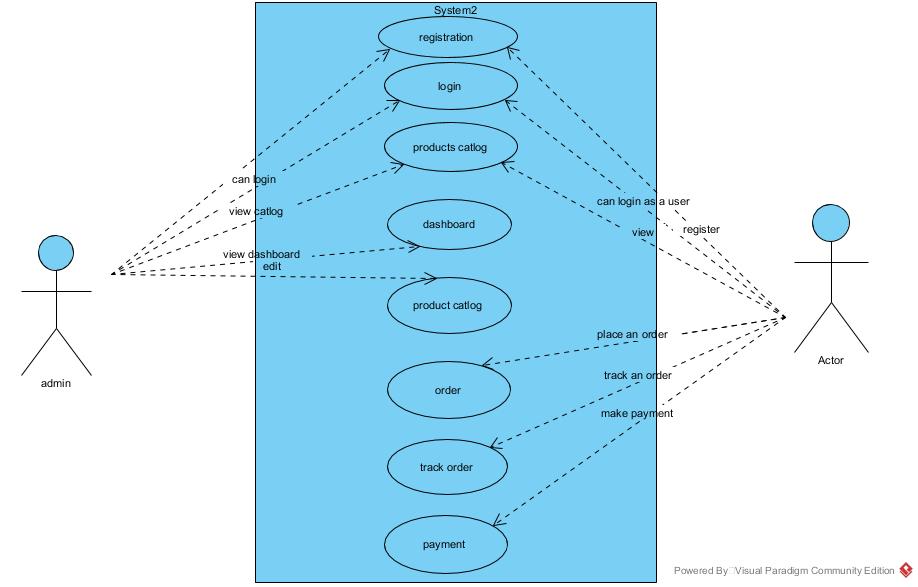 System2
registration
login
products catlog
can login
can login as a user
view catlog
dashboard
view
register
view dashboard
edit
product catlog
place an order
Actor
track an order
admin
order
make payment
track order
payment
Powered By Visual Paradigm Community Edition